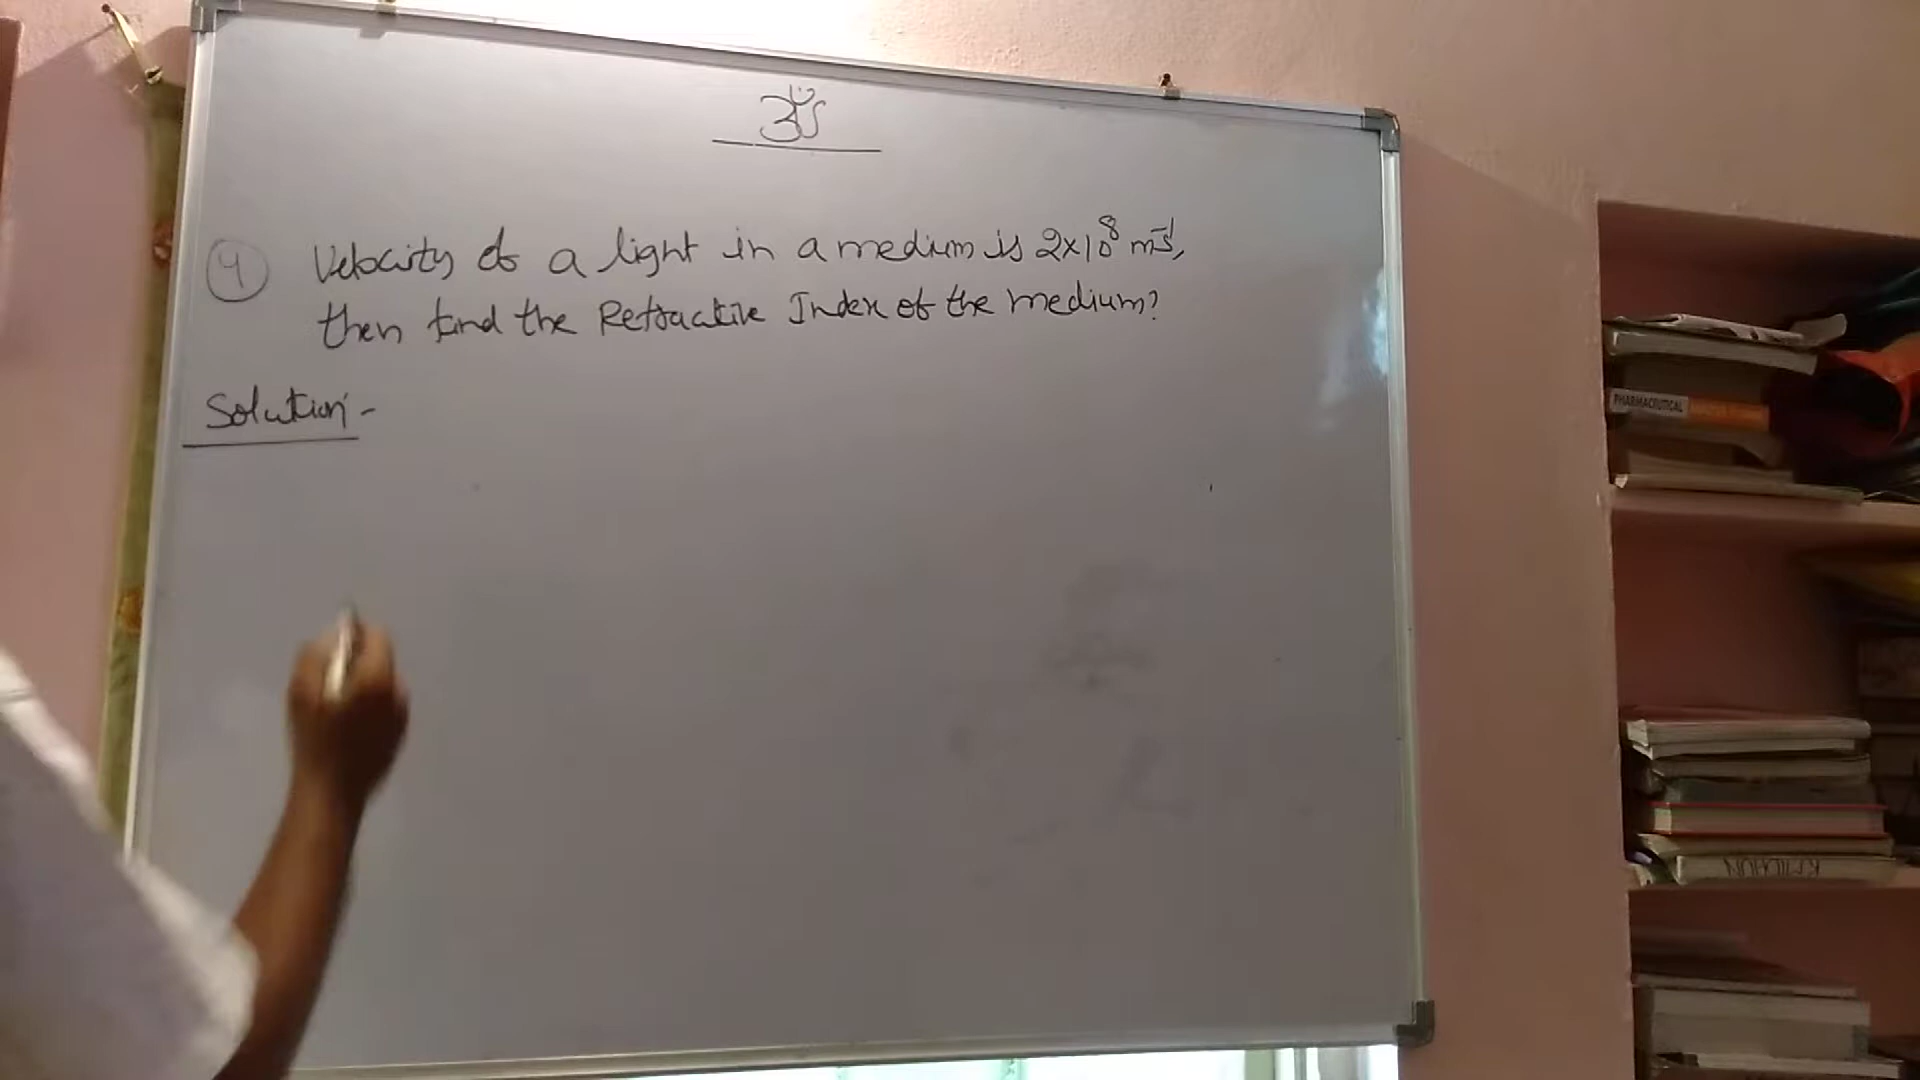 ॐ
4 Velocity of a light in a medium is 2×10⁸ ms⁻¹,
then find the Refractive Index of the medium?
Solution:-
PHARMACEUTICAL